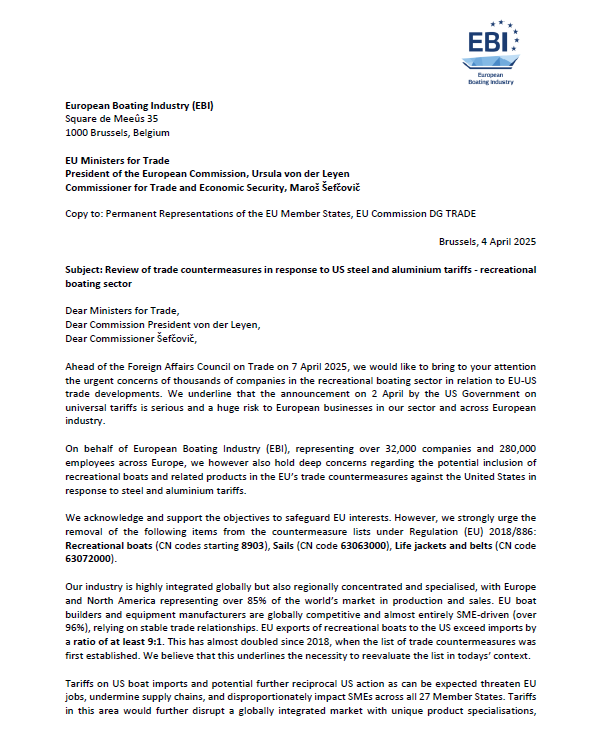 EBI
European
Boating Industry
European Boating Industry (EBI)
Square de Meeûs 35
1000 Brussels, Belgium
EU Ministers for Trade
President of the European Commission, Ursula von der Leyen
Commissioner for Trade and Economic Security, Maroš Šefčovič
Copy to: Permanent Representations of the EU Member States, EU Commission DG TRADE
Brussels, 4 April 2025
Subject: Review of trade countermeasures in response to US steel and aluminium tariffs - recreational
boating sector
Dear Ministers for Trade,
Dear Commission President von der Leyen,
Dear Commissioner Šefčovič,
Ahead of the Foreign Affairs Council on Trade on 7 April 2025, we would like to bring to your attention
the urgent concerns of thousands of companies in the recreational boating sector in relation to EU-US
trade developments. We underline that the announcement on 2 April by the US Government on
universal tariffs is serious and a huge risk to European businesses in our sector and across European
industry.
On behalf of European Boating Industry (EBI), representing over 32,000 companies and 280,000
employees across Europe, we however also hold deep concerns regarding the potential inclusion of
recreational boats and related products in the EU's trade countermeasures against the United States in
response to steel and aluminium tariffs.
We acknowledge and support the objectives to safeguard EU interests. However, we strongly urge the
removal of the following items from the countermeasure lists under Regulation (EU) 2018/886:
Recreational boats (CN codes starting 8903), Sails (CN code 63063000), Life jackets and belts (CN code
63072000).
Our industry is highly integrated globally but also regionally concentrated and specialised, with Europe
and North America representing over 85% of the world's market in production and sales. EU boat
builders and equipment manufacturers are globally competitive and almost entirely SME-driven (over
96%), relying on stable trade relationships. EU exports of recreational boats to the US exceed imports by
a ratio of at least 9:1. This has almost doubled since 2018, when the list of trade countermeasures was
first established. We believe that this underlines the necessity to reevaluate the list in todays' context.
Tariffs on US boat imports and potential further reciprocal US action as can be expected threaten EU
jobs, undermine supply chains, and disproportionately impact SMEs across all 27 Member States. Tariffs
in this area would further disrupt a globally integrated market with unique product specialisations,